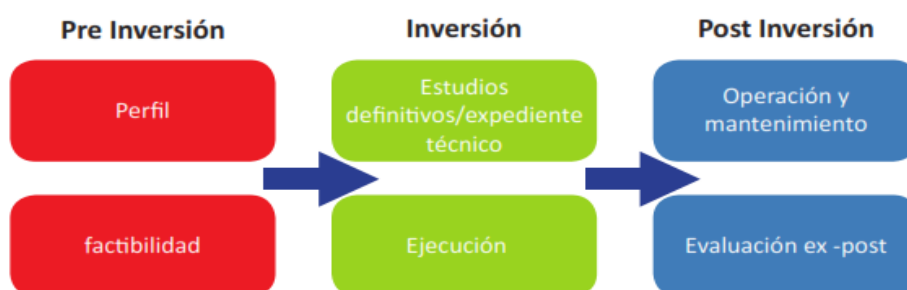 Pre Inversión
Inversión
Post Inversión
Perfil
Estudios
definitivos/expediente
técnico
Operación y
mantenimiento
factibilidad
Ejecución
Evaluación ex -post